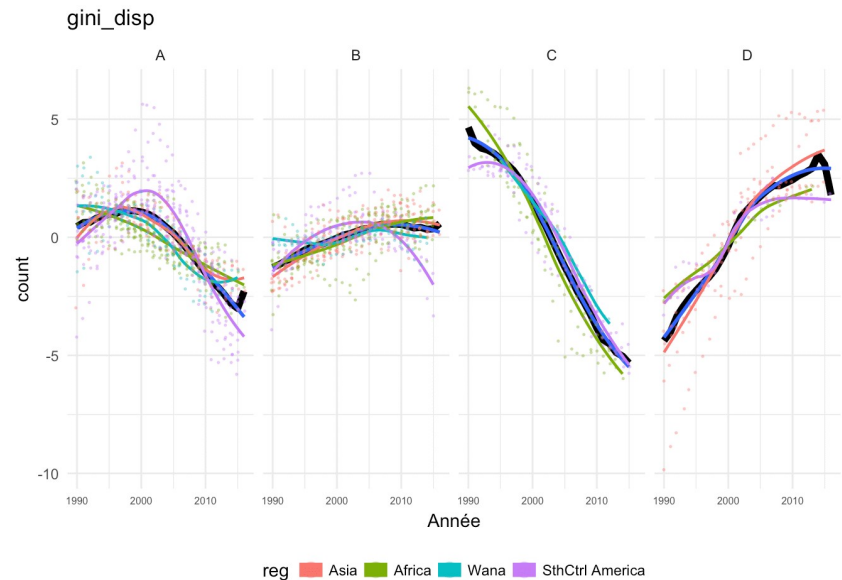 gini_disp
A B C D
count
5
0
-5
-10
1990 2000 2010 1990 2000 2010 1990 2000 2010 1990 2000 2010
Année
reg Asia Africa Wana SthCtrl America